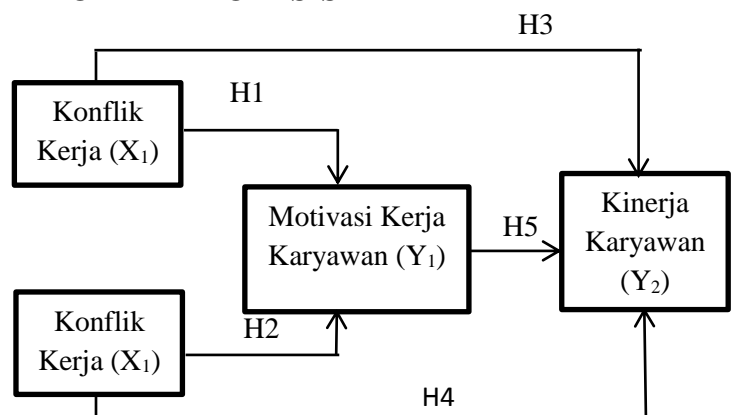 H3
H1
Konflik
Kerja (X₁)
Motivasi Kerja
Karyawan (Y₁)
H5
Kinerja
Karyawan
(Y₂)
Konflik
Kerja (X₁)
H2
H4